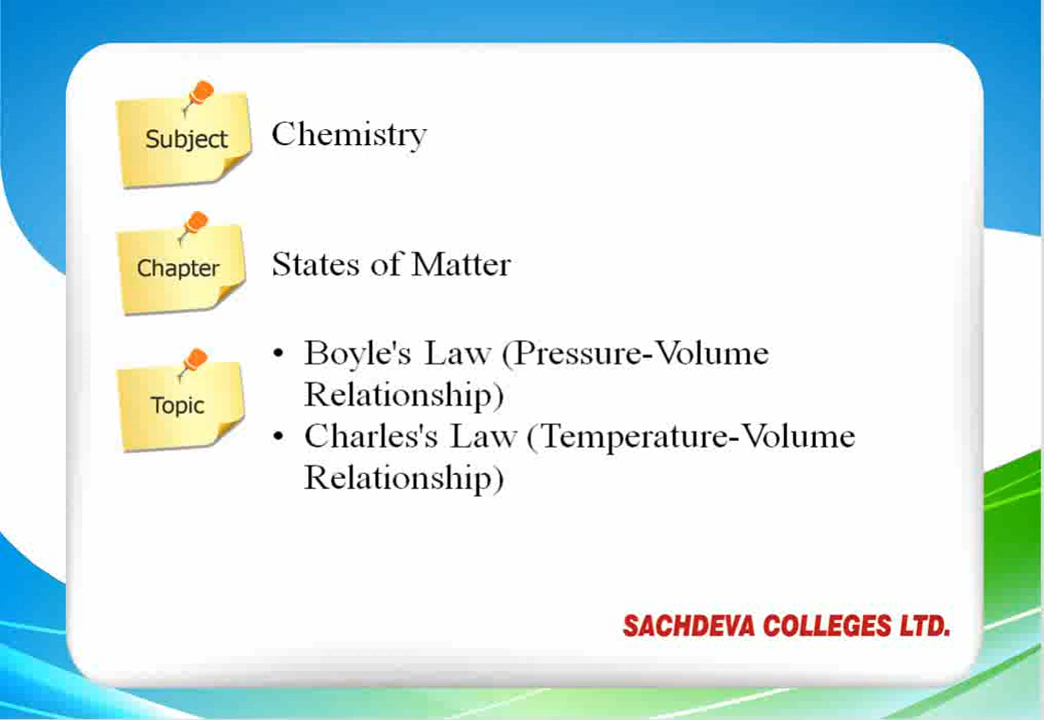 Subject
Chemistry
Chapter
States of Matter
Topic
• Boyle's Law (Pressure-Volume
Relationship)
• Charles's Law (Temperature-Volume
Relationship)
SACHDEVA COLLEGES LTD.